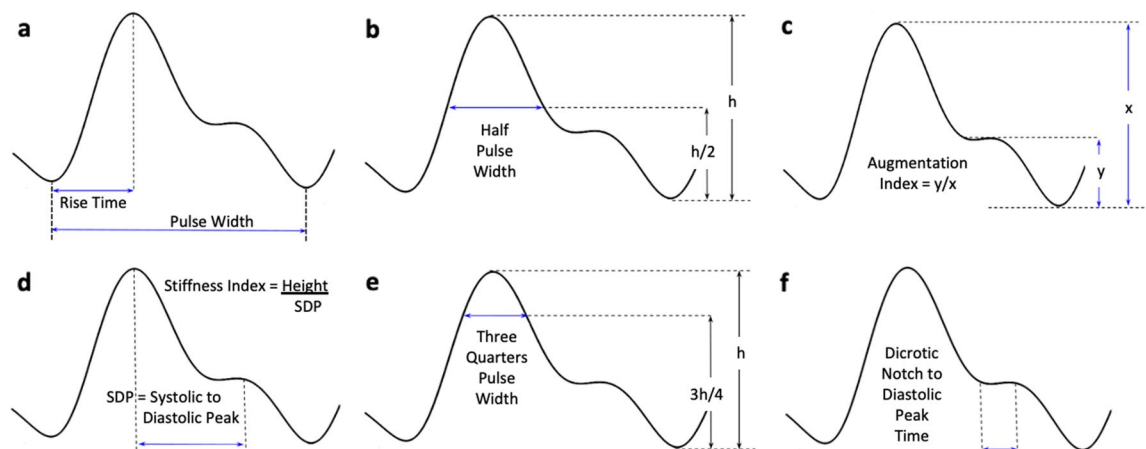 a
Rise Time
Pulse Width
b
Half
Pulse
Width
h
h/2
c
Augmentation
Index = y/x
x
y
d
Stiffness Index = Height
SDP
SDP = Systolic to
Diastolic Peak
e
Three
Quarters
Pulse
Width
h
3h/4
f
Dicrotic
Notch to
Diastolic
Peak
Time